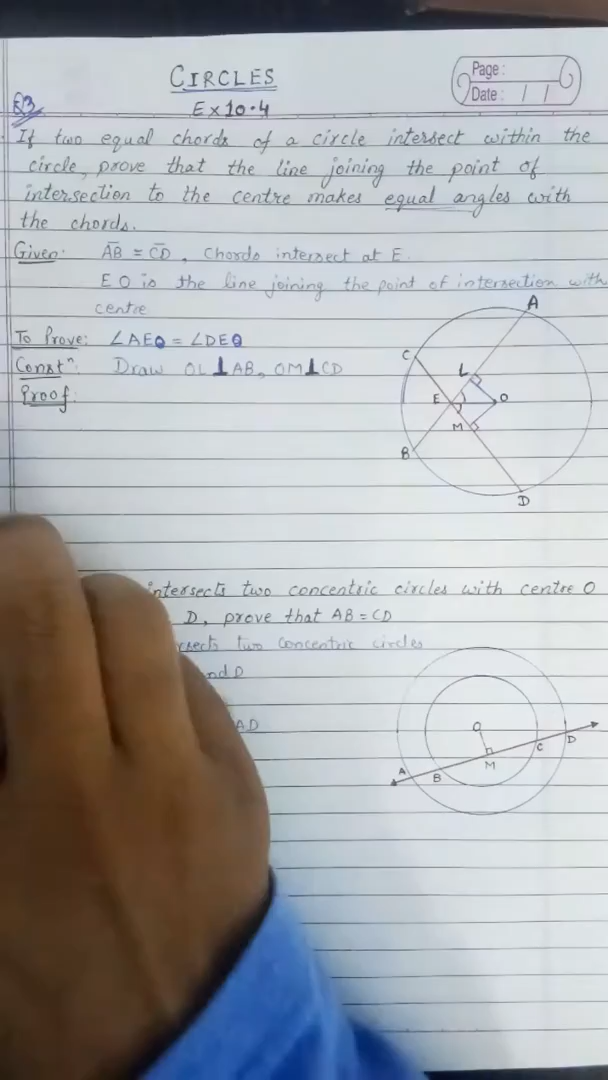 CIRCLES
Page:
Date: / /
Q3
Ex 10.4
If two equal chords of a circle intersect within the
circle, prove that the line joining the point of
intersection to the centre makes equal angles with
the chords.
Given: AB = CD, Chords intersect at E.
EO is the line joining the point of intersection with
centre
To Prove: ∠AEO = ∠DEO
Constⁿ: Draw OL⊥AB, OM⊥CD
Proof:
A
C
L
E
O
M
B
D
intersects two concentric circles with centre O
D, prove that AB = CD
two concentric circles
D
AD
O
D
C
M
A
B